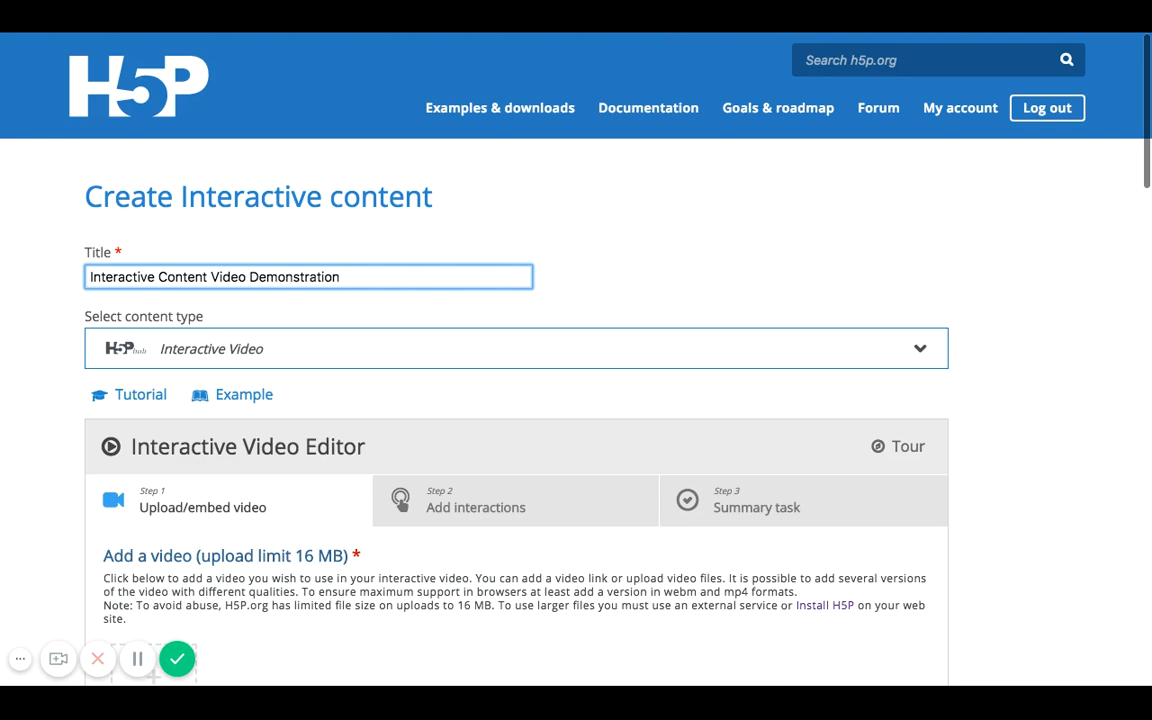 H5P
Search h5p.org
Examples & downloads Documentation Goals & roadmap Forum My account Log out
Create Interactive content
Title *
Interactive Content Video Demonstration
Select content type
H5P hub Interactive Video
Tutorial Example
Interactive Video Editor Tour
Step 1
Upload/embed video
Step 2
Add interactions
Step 3
Summary task
Add a video (upload limit 16 MB) *
Click below to add a video you wish to use in your interactive video. You can add a video link or upload video files. It is possible to add several versions
of the video with different qualities. To ensure maximum support in browsers at least add a version in webm and mp4 formats.
Note: To avoid abuse, H5P.org has limited file size on uploads to 16 MB. To use larger files you must use an external service or Install H5P on your web
site.